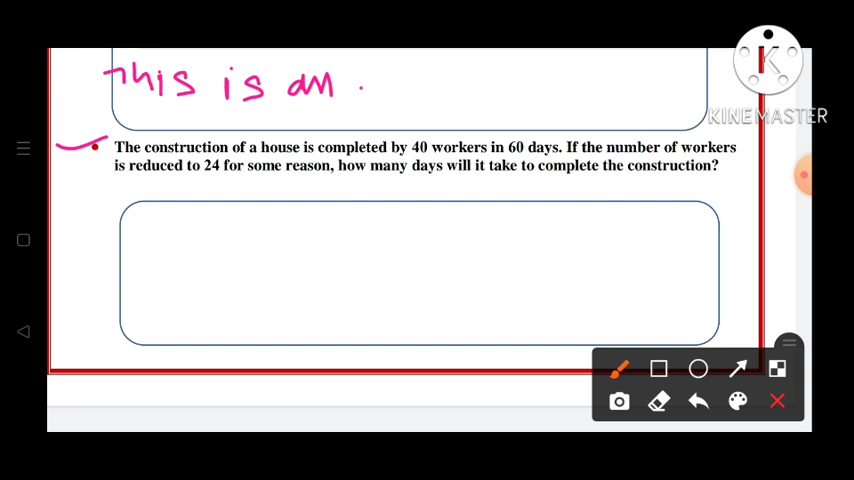 This is an .
K
KINEMASTER
The construction of a house is completed by 40 workers in 60 days. If the number of workers
is reduced to 24 for some reason, how many days will it take to complete the construction?